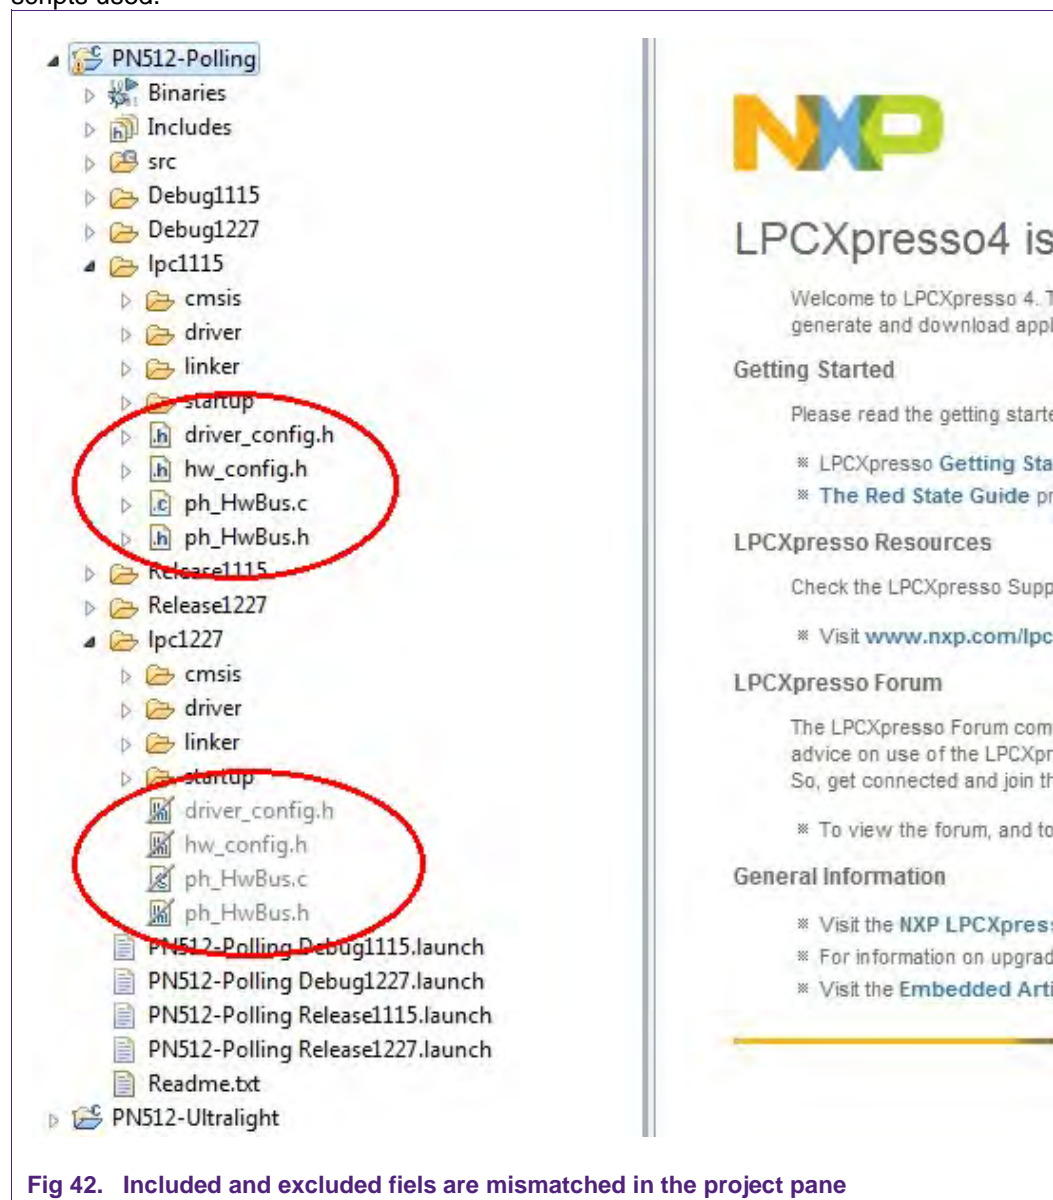 scripts used.
PN512-Polling
Binaries
Includes
src
Debug1115
Debug1227
lpc1115
cmsis
driver
linker
startup
driver_config.h
hw_config.h
ph_HwBus.c
ph_HwBus.h
Release1115
Release1227
lpc1227
cmsis
driver
linker
startup
driver_config.h
hw_config.h
ph_HwBus.c
ph_HwBus.h
PN512-Polling Debug1115.launch
PN512-Polling Debug1227.launch
PN512-Polling Release1115.launch
PN512-Polling Release1227.launch
Readme.txt
PN512-Ultralight
NXP
LPCXpresso4 is
Welcome to LPCXpresso 4. T
generate and download appl
Getting Started
Please read the getting starte
LPCXpresso Getting Sta
The Red State Guide pr
LPCXpresso Resources
Check the LPCXpresso Supp
Visit www.nxp.com/lpc
LPCXpresso Forum
The LPCXpresso Forum com
advice on use of the LPCXpr
So, get connected and join th
To view the forum, and to
General Information
Visit the NXP LPCXpress
For information on upgrad
Visit the Embedded Arti
Fig 42. Included and excluded fiels are mismatched in the project pane